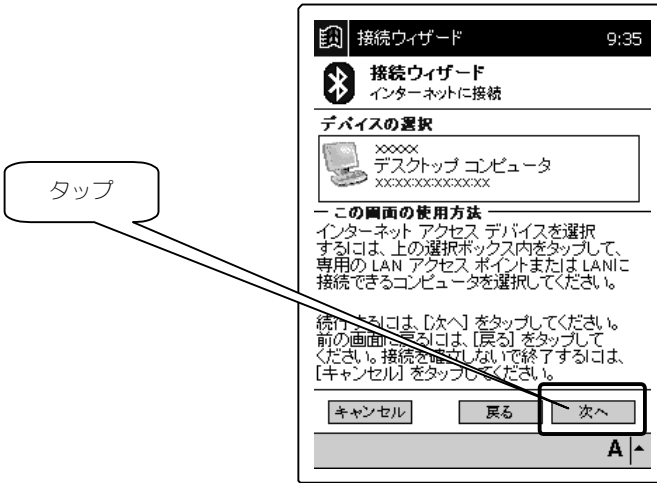 接続ウィザード 9:35
接続ウィザード
インターネットに接続
デバイスの選択
xxxxx
デスクトップ コンピュータ
xx:xx:xx:xx:xx:xx
タップ
この画面の使用方法
インターネット アクセス デバイスを選択
するには、上の選択ボックス内をタップして、
専用の LAN アクセス ポイントまたは LANに
接続できるコンピュータを選択してください。
続行するには、[次へ] をタップしてください。
前の画面に戻るには、[戻る] をタップして
ください。接続を確立しないで終了するには、
[キャンセル] をタップしてください。
キャンセル 戻る 次へ
A